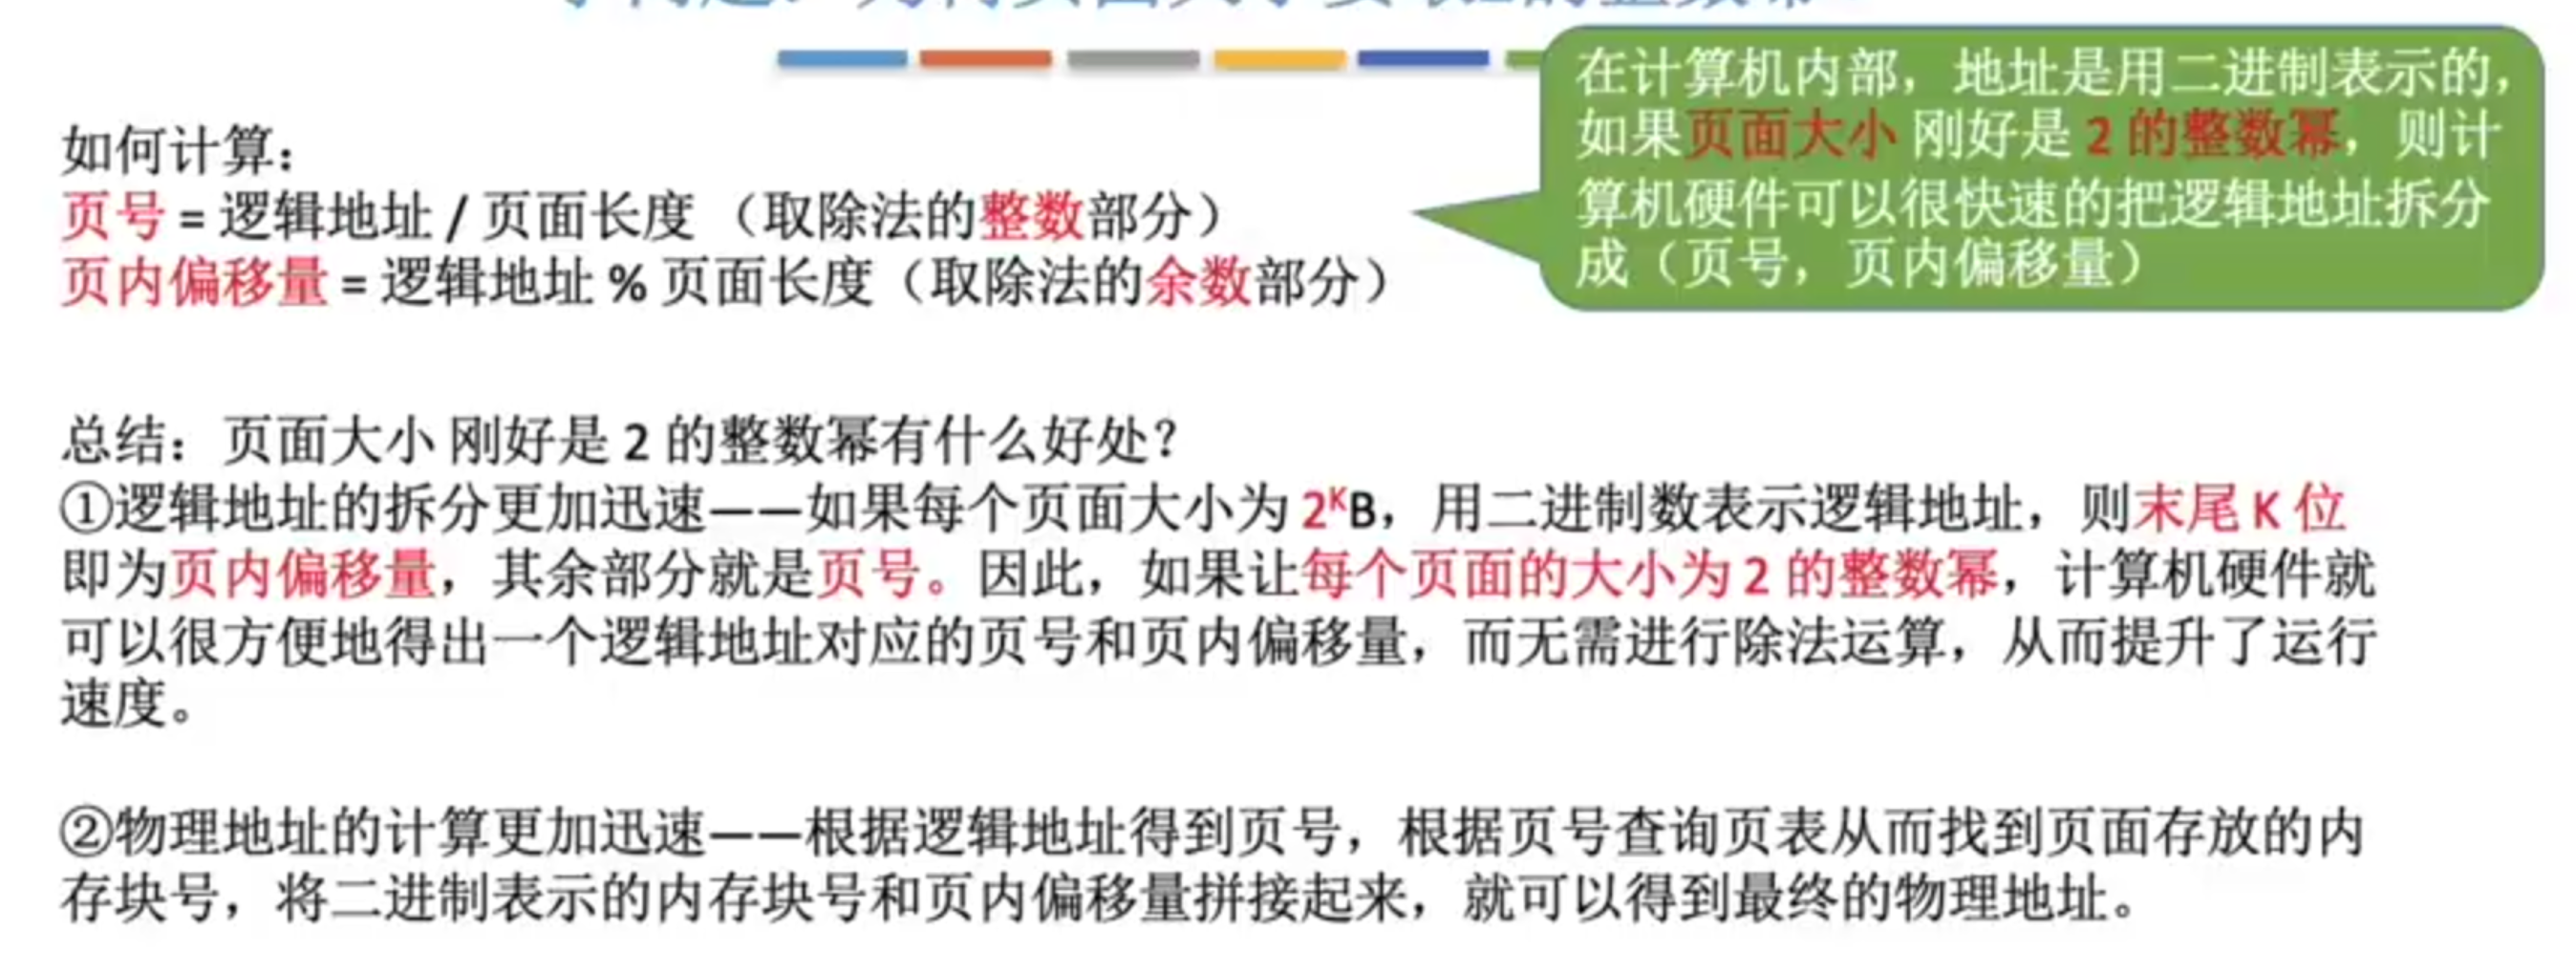 在计算机内部，地址是用二进制表示的，
如果页面大小 刚好是 2 的整数幂，则计
算机硬件可以很快速的把逻辑地址拆分
成（页号，页内偏移量）
如何计算：
页号 = 逻辑地址 / 页面长度 （取除法的整数部分）
页内偏移量 = 逻辑地址 % 页面长度（取除法的余数部分）
总结：页面大小 刚好是 2 的整数幂有什么好处？
①逻辑地址的拆分更加迅速——如果每个页面大小为 2ᴷB，用二进制数表示逻辑地址，则末尾 K 位
即为页内偏移量，其余部分就是页号。因此，如果让每个页面的大小为 2 的整数幂，计算机硬件就
可以很方便地得出一个逻辑地址对应的页号和页内偏移量，而无需进行除法运算，从而提升了运行
速度。
②物理地址的计算更加迅速——根据逻辑地址得到页号，根据页号查询页表从而找到页面存放的内
存块号，将二进制表示的内存块号和页内偏移量拼接起来，就可以得到最终的物理地址。